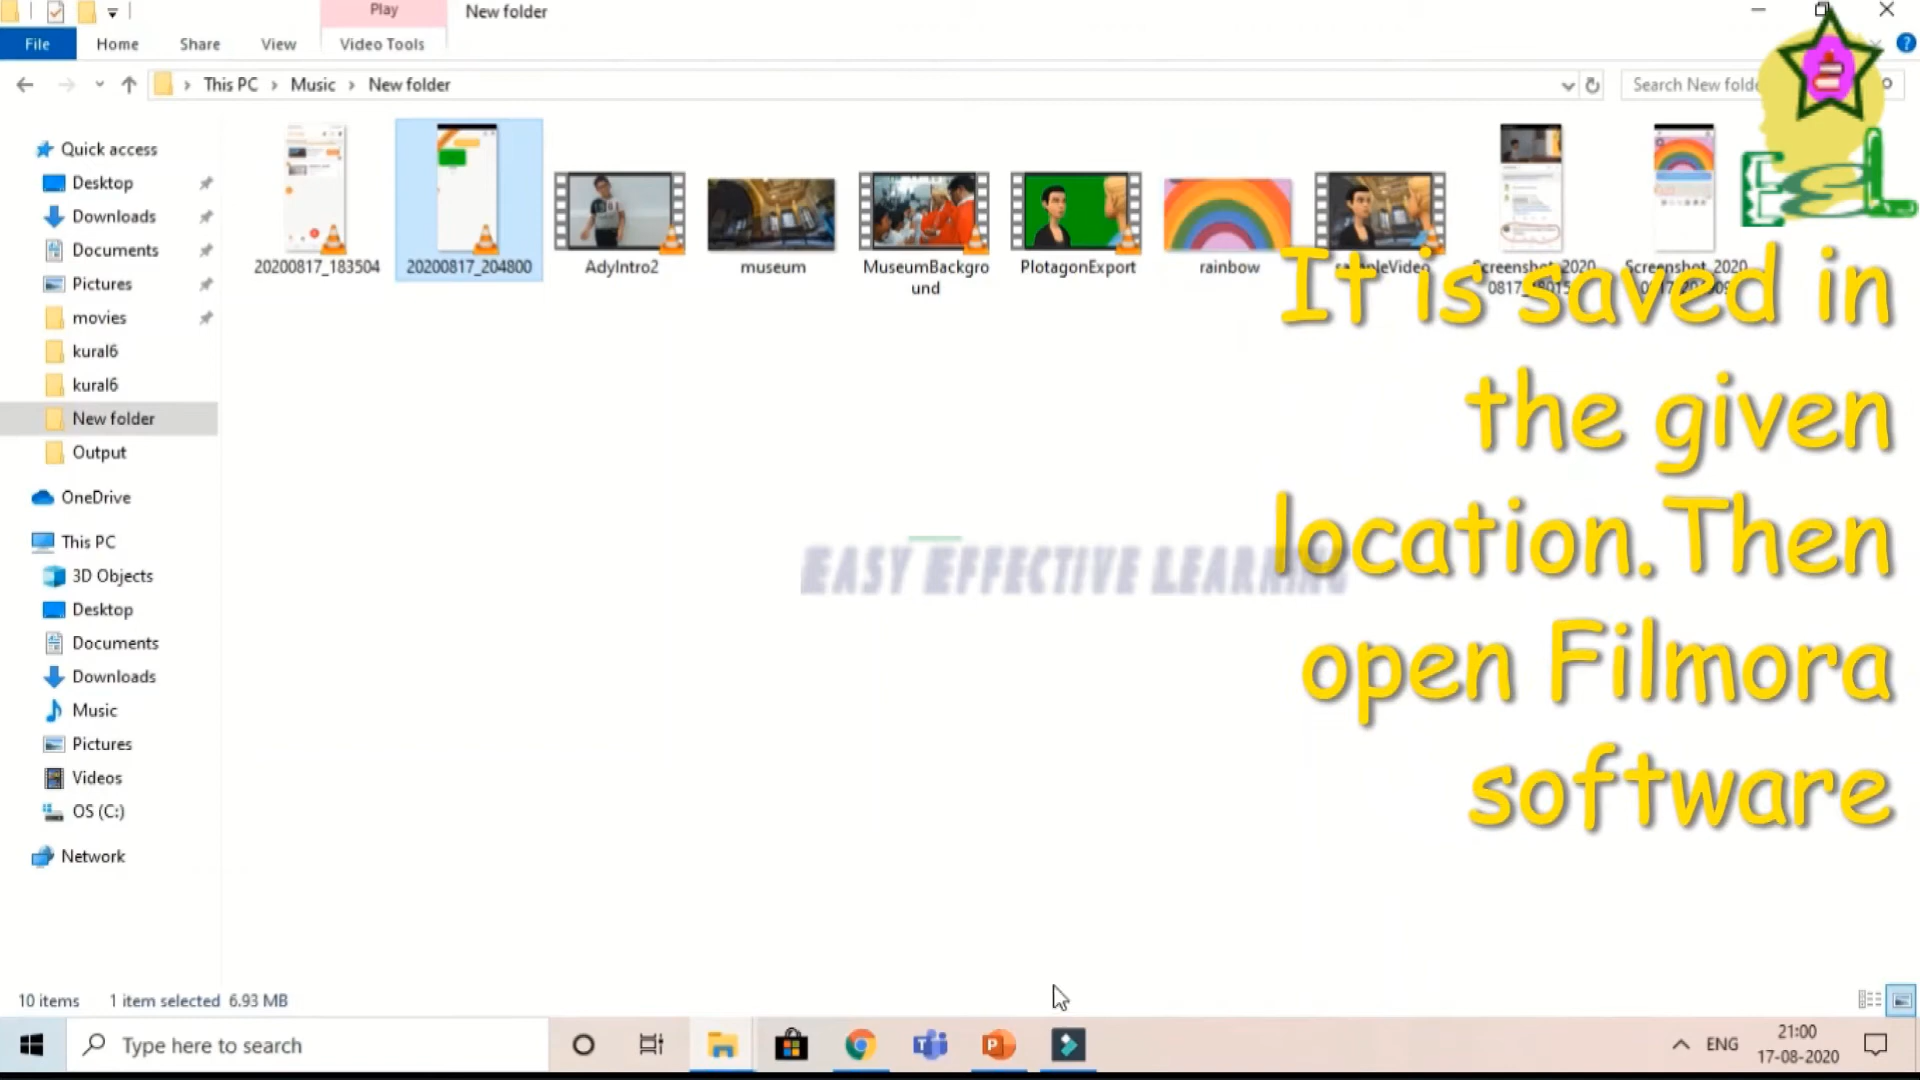 Play
New folder
File
Home
Share
View
Video Tools
This PC
Music
New folder
Search New folde
Quick access
Desktop
Downloads
Documents
Pictures
movies
kural6
kural6
New folder
Output
OneDrive
This PC
3D Objects
Desktop
Documents
Downloads
Music
Pictures
Videos
OS (C:)
Network
20200817_183504
20200817_204800
AdyIntro2
museum
MuseumBackgro
und
PlotagonExport
rainbow
Screenshot_2020
Screenshot_2020
EEL
It is saved in
the given
location.Then
open Filmora
software
EASY EFFECTIVE LEARNING
10 items
1 item selected 6.93 MB
Type here to search
ENG
21:00
17-08-2020